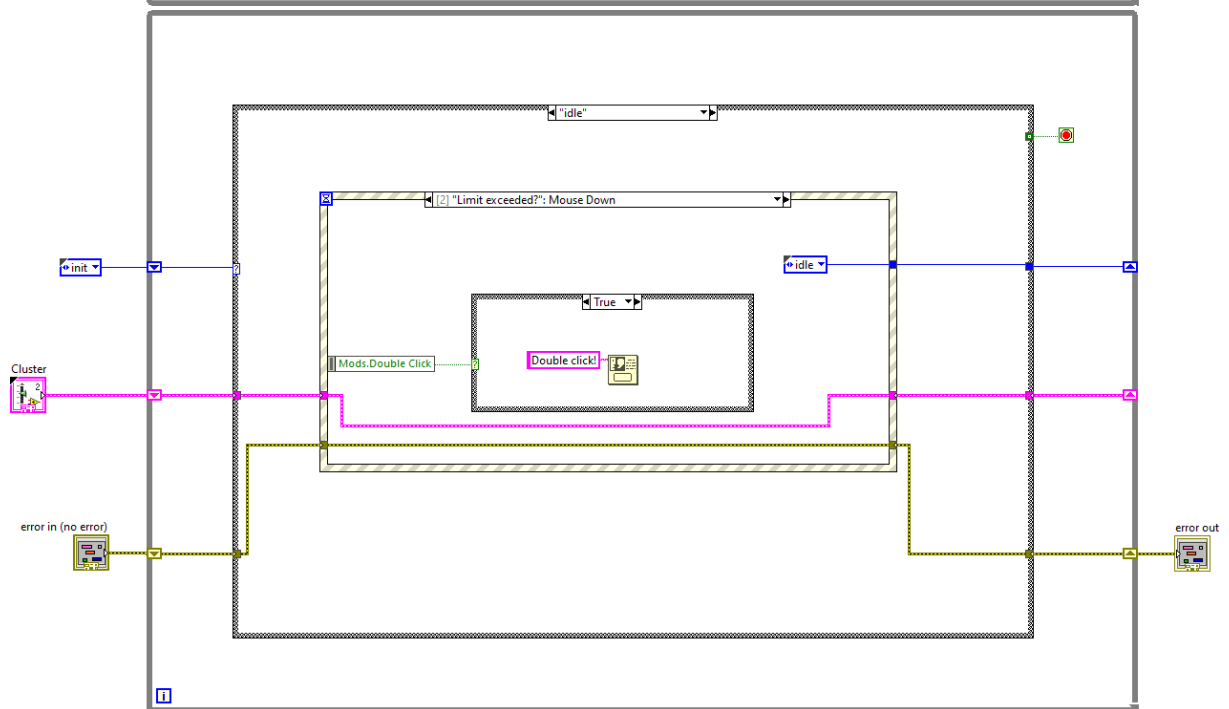 "idle"
[2] "Limit exceeded?": Mouse Down
init
idle
True
Mods.Double Click
Double click!
Cluster
2
error in (no error)
error out
?
?
i